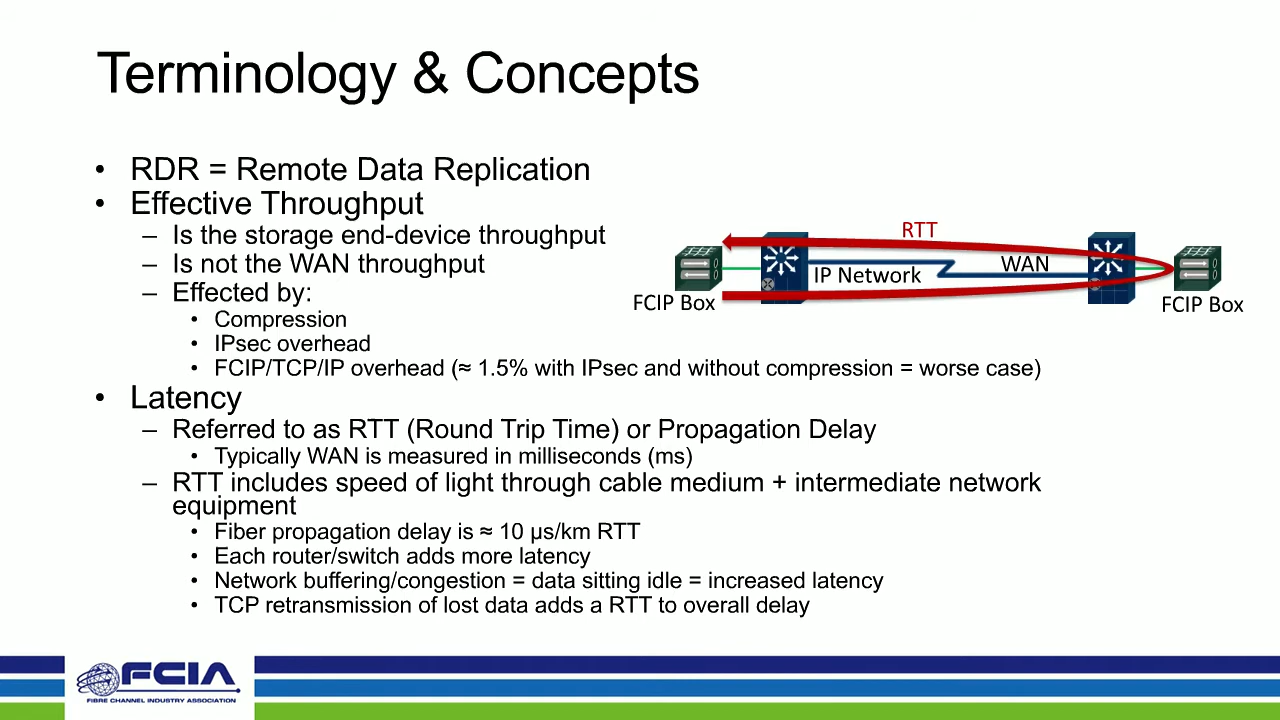 Terminology & Concepts
• RDR = Remote Data Replication
• Effective Throughput
– Is the storage end-device throughput
– Is not the WAN throughput
– Effected by:
• Compression
• IPsec overhead
• FCIP/TCP/IP overhead (≈ 1.5% with IPsec and without compression = worse case)
• Latency
– Referred to as RTT (Round Trip Time) or Propagation Delay
• Typically WAN is measured in milliseconds (ms)
– RTT includes speed of light through cable medium + intermediate network
equipment
• Fiber propagation delay is ≈ 10 µs/km RTT
• Each router/switch adds more latency
• Network buffering/congestion = data sitting idle = increased latency
• TCP retransmission of lost data adds a RTT to overall delay
RTT
IP Network
WAN
FCIP Box
FCIP Box
FCIA
FIBRE CHANNEL INDUSTRY ASSOCIATION